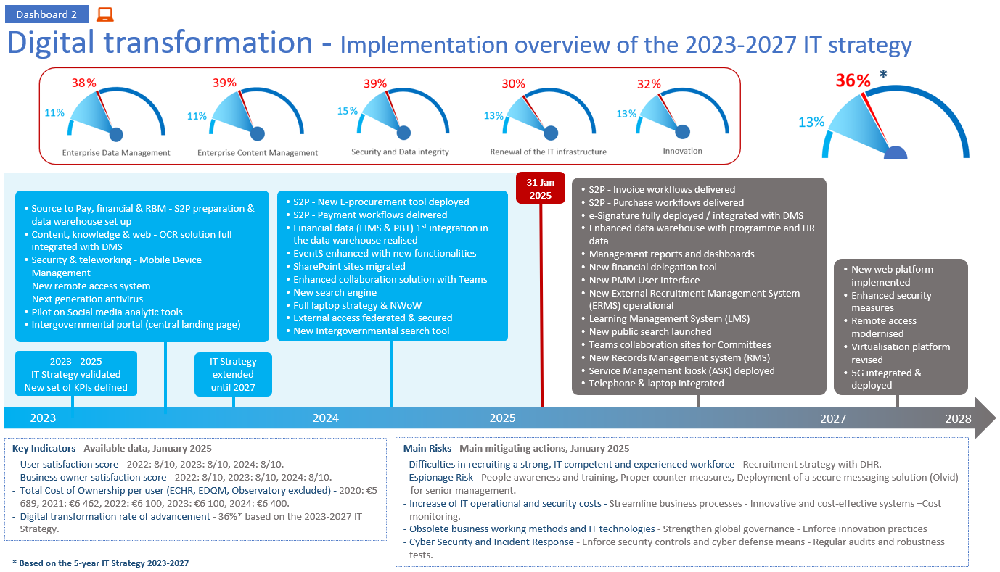 Dashboard 2
Digital transformation - Implementation overview of the 2023-2027 IT strategy
38%
11%
Enterprise Data Management
39%
11%
Enterprise Content Management
39%
15%
Security and Data integrity
30%
13%
Renewal of the IT infrastructure
32%
13%
Innovation
36% *
13%
• Source to Pay, financial & RBM - S2P preparation &
data warehouse set up
• Content, knowledge & web - OCR solution full
integrated with DMS
• Security & teleworking - Mobile Device
Management
New remote access system
Next generation antivirus
• Pilot on Social media analytic tools
• Intergovernmental portal (central landing page)
2023 - 2025
IT Strategy validated
New set of KPIs defined
IT Strategy
extended
until 2027
• S2P - New E-procurement tool deployed
• S2P - Payment workflows delivered
• Financial data (FIMS & PBT) 1st integration in
the data warehouse realised
• EventS enhanced with new functionalities
• SharePoint sites migrated
• Enhanced collaboration solution with Teams
• New search engine
• Full laptop strategy & NWoW
• External access federated & secured
• New Intergovernmental search tool
31 Jan
2025
• S2P - Invoice workflows delivered
• S2P - Purchase workflows delivered
• e-Signature fully deployed / integrated with DMS
• Enhanced data warehouse with programme and HR
data
• Management reports and dashboards
• New financial delegation tool
• New PMM User Interface
• New External Recruitment Management System
(ERMS) operational
• Learning Management System (LMS)
• New public search launched
• Teams collaboration sites for Committees
• New Records Management system (RMS)
• Service Management kiosk (ASK) deployed
• Telephone & laptop integrated
• New web platform
implemented
• Enhanced security
measures
• Remote access
modernised
• Virtualisation platform
revised
• 5G integrated &
deployed
2023
2024
2025
2027
2028
Key Indicators - Available data, January 2025
- User satisfaction score - 2022: 8/10, 2023: 8/10, 2024: 8/10.
- Business owner satisfaction score - 2022: 8/10, 2023: 8/10, 2024: 8/10.
- Total Cost of Ownership per user (ECHR, EDQM, Observatory excluded) - 2020: €5
689, 2021: €6 462, 2022: €6 100, 2023: €6 100, 2024: €6 400.
- Digital transformation rate of advancement - 36%* based on the 2023-2027 IT
Strategy.
Main Risks - Main mitigating actions, January 2025
- Difficulties in recruiting a strong, IT competent and experienced workforce - Recruitment strategy with DHR.
- Espionage Risk - People awareness and training, Proper counter measures, Deployment of a secure messaging solution (Olvid)
for senior management.
- Increase of IT operational and security costs - Streamline business processes - Innovative and cost-effective systems –Cost
monitoring.
- Obsolete business working methods and IT technologies - Strengthen global governance - Enforce innovation practices
- Cyber Security and Incident Response - Enforce security controls and cyber defense means - Regular audits and robustness
tests.
* Based on the 5-year IT Strategy 2023-2027